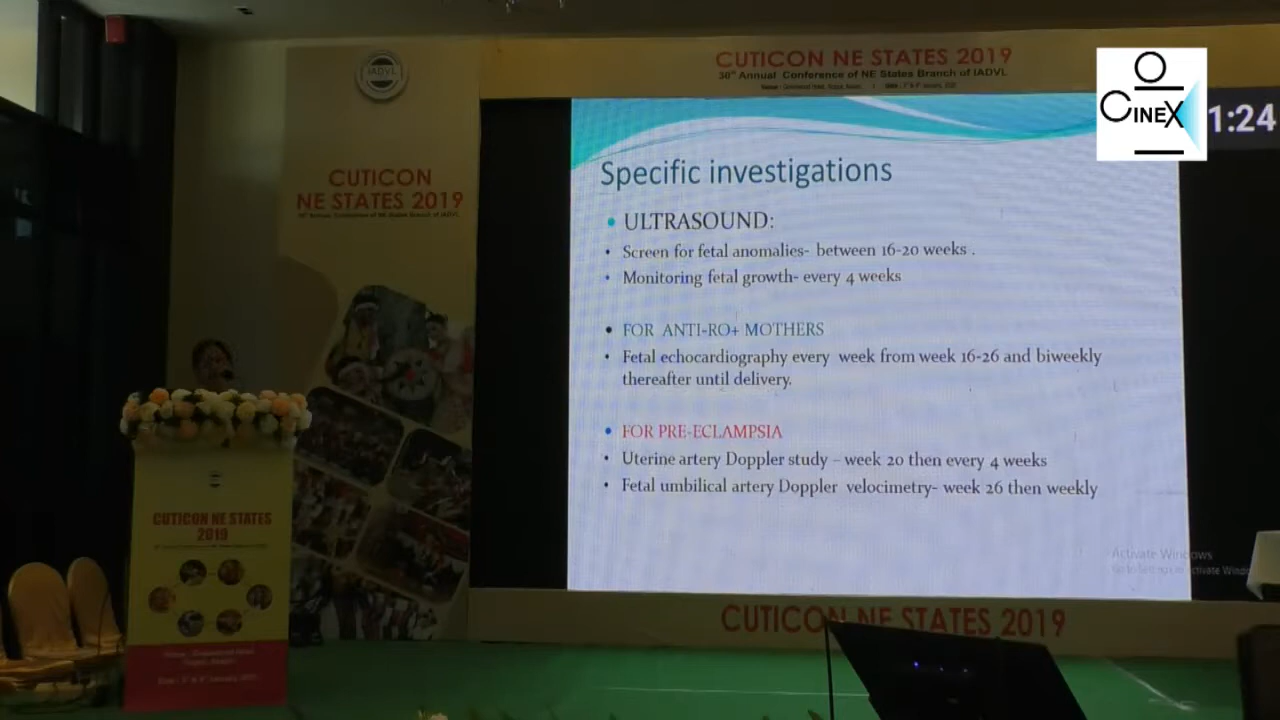 CUTICON NE STATES 2019
38th Annual Conference of NE States Branch of IADVL
IADVL
CINEX
1:24
CUTICON
NE STATES 2019
Specific investigations
• ULTRASOUND:
• Screen for fetal anomalies- between 16-20 weeks .
• Monitoring fetal growth- every 4 weeks
• FOR ANTI-RO+ MOTHERS
• Fetal echocardiography every week from week 16-26 and biweekly
thereafter until delivery.
• FOR PRE-ECLAMPSIA
• Uterine artery Doppler study – week 20 then every 4 weeks
• Fetal umbilical artery Doppler velocimetry- week 26 then weekly
Activate Windows
CUTICON NE STATES
2019
CUTICON NE STATES 2019